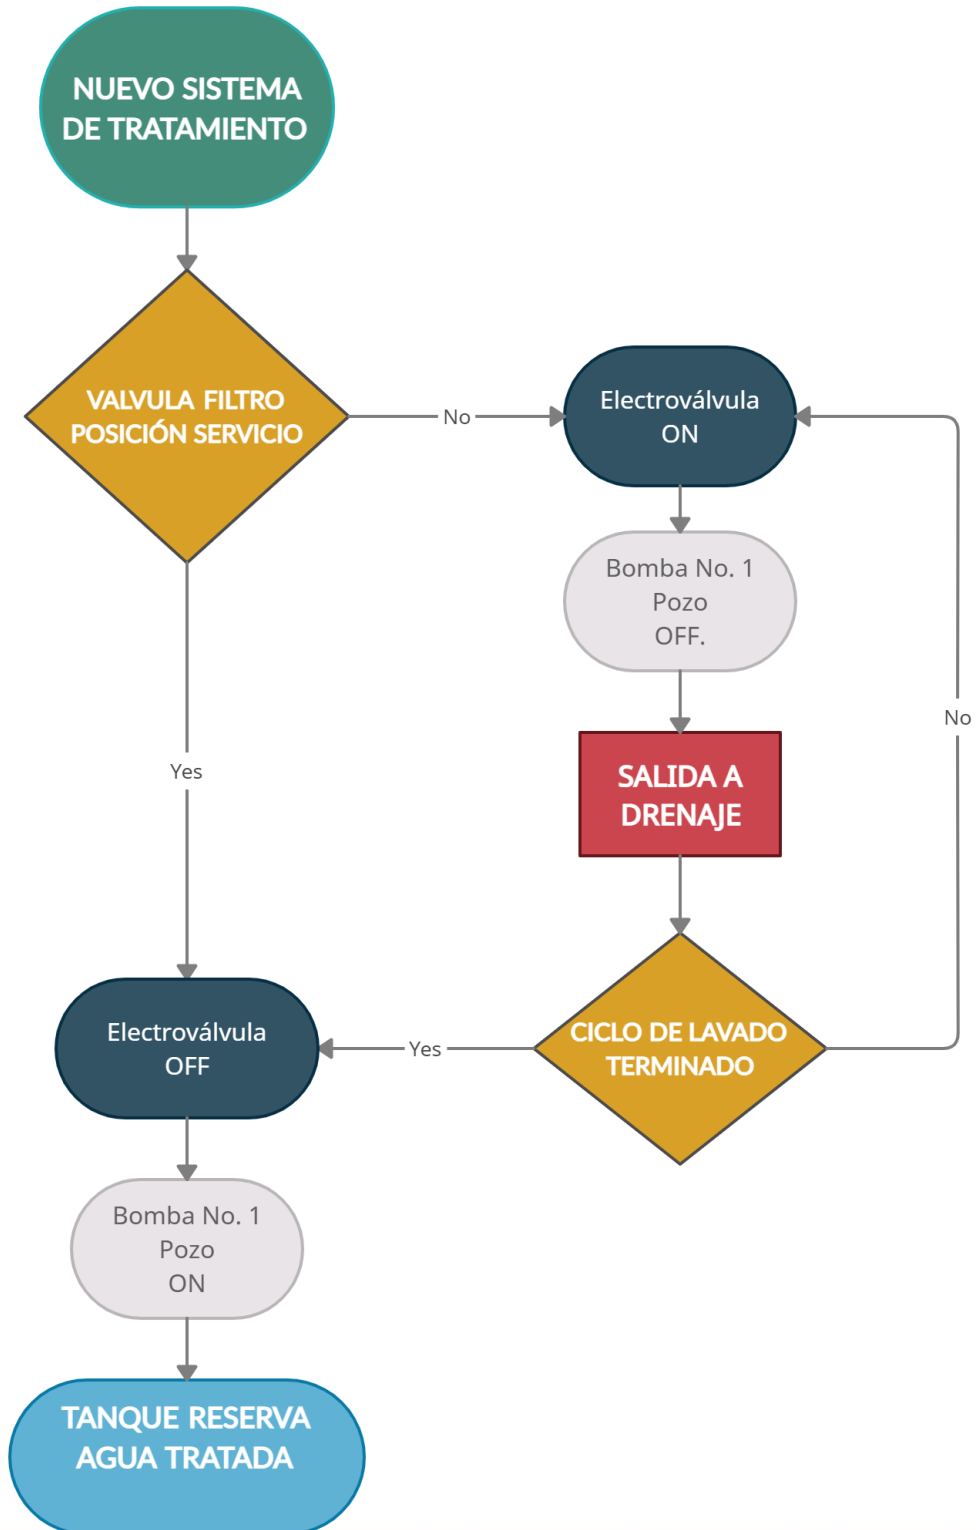 NUEVO SISTEMA
DE TRATAMIENTO
VALVULA FILTRO
POSICIÓN SERVICIO
No
Electroválvula
ON
Bomba No. 1
Pozo
OFF.
SALIDA A
DRENAJE
No
Yes
CICLO DE LAVADO
TERMINADO
Yes
Electroválvula
OFF
Bomba No. 1
Pozo
ON
TANQUE RESERVA
AGUA TRATADA